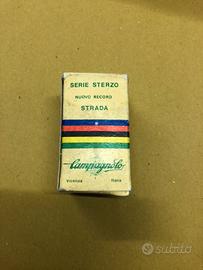 SERIE STERZO
NUOVO RECORD
STRADA
Campagnolo
Vicenza Italia
subito